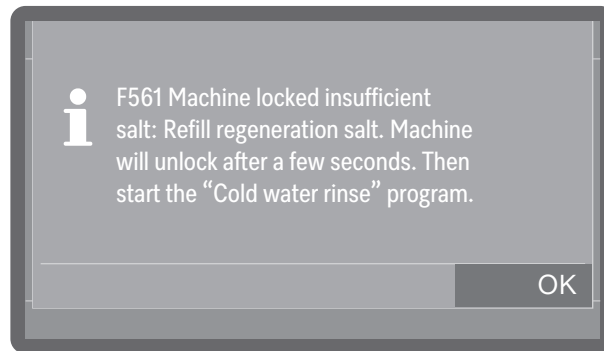 F561 Machine locked insufficient
salt: Refill regeneration salt. Machine
will unlock after a few seconds. Then
start the “Cold water rinse” program.
OK